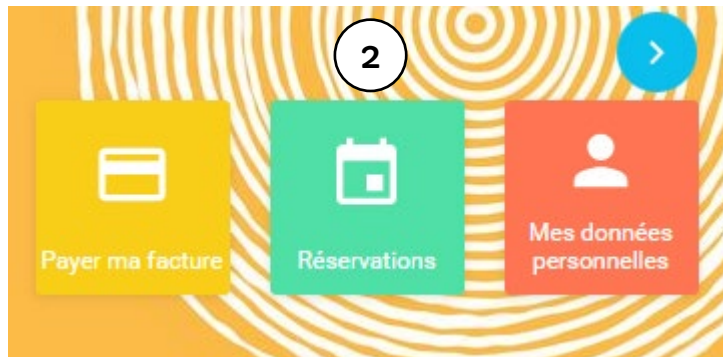 2
Payer ma facture
Réservations
Mes données
personnelles